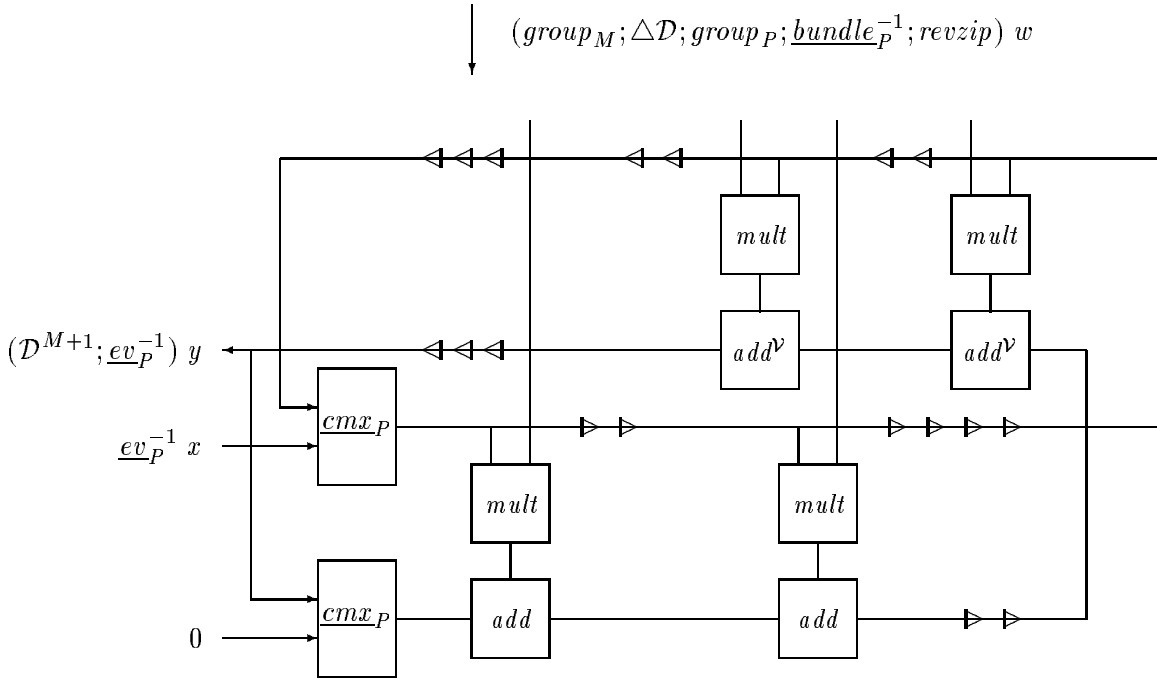 (group_M; △𝒟; group_P; bundle_P^{-1}; revzip) w
mult mult
(𝒟^{M+1}; ev_P^{-1}) y add^𝒱 add^𝒱
cmx_P
ev_P^{-1} x
mult mult
cmx_P add add
0